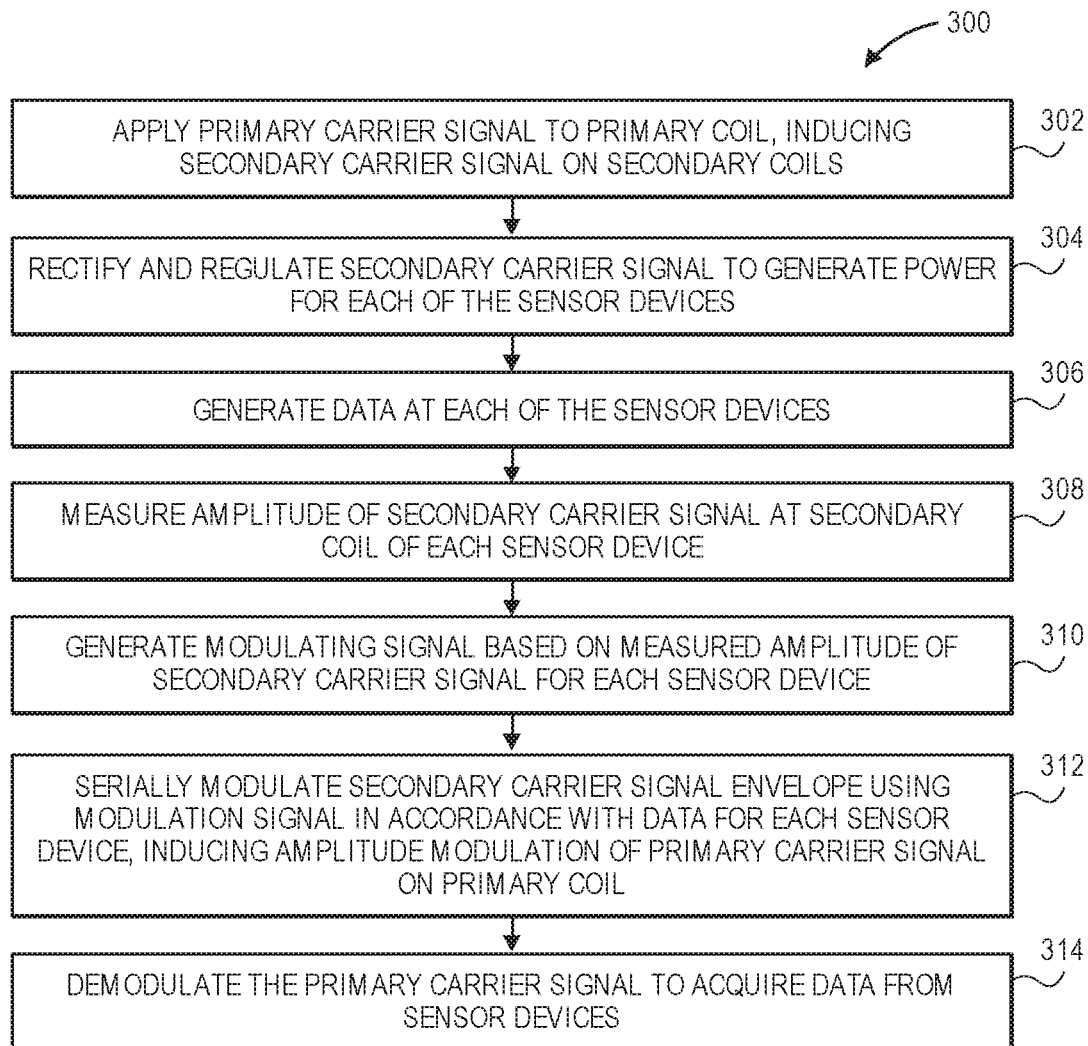 300
APPLY PRIMARY CARRIER SIGNAL TO PRIMARY COIL, INDUCING
SECONDARY CARRIER SIGNAL ON SECONDARY COILS
302
RECTIFY AND REGULATE SECONDARY CARRIER SIGNAL TO GENERATE POWER
FOR EACH OF THE SENSOR DEVICES
304
GENERATE DATA AT EACH OF THE SENSOR DEVICES
306
MEASURE AMPLITUDE OF SECONDARY CARRIER SIGNAL AT SECONDARY
COIL OF EACH SENSOR DEVICE
308
GENERATE MODULATING SIGNAL BASED ON MEASURED AMPLITUDE OF
SECONDARY CARRIER SIGNAL FOR EACH SENSOR DEVICE
310
SERIALLY MODULATE SECONDARY CARRIER SIGNAL ENVELOPE USING
MODULATION SIGNAL IN ACCORDANCE WITH DATA FOR EACH SENSOR
DEVICE, INDUCING AMPLITUDE MODULATION OF PRIMARY CARRIER SIGNAL
ON PRIMARY COIL
312
DEMODULATE THE PRIMARY CARRIER SIGNAL TO ACQUIRE DATA FROM
SENSOR DEVICES
314